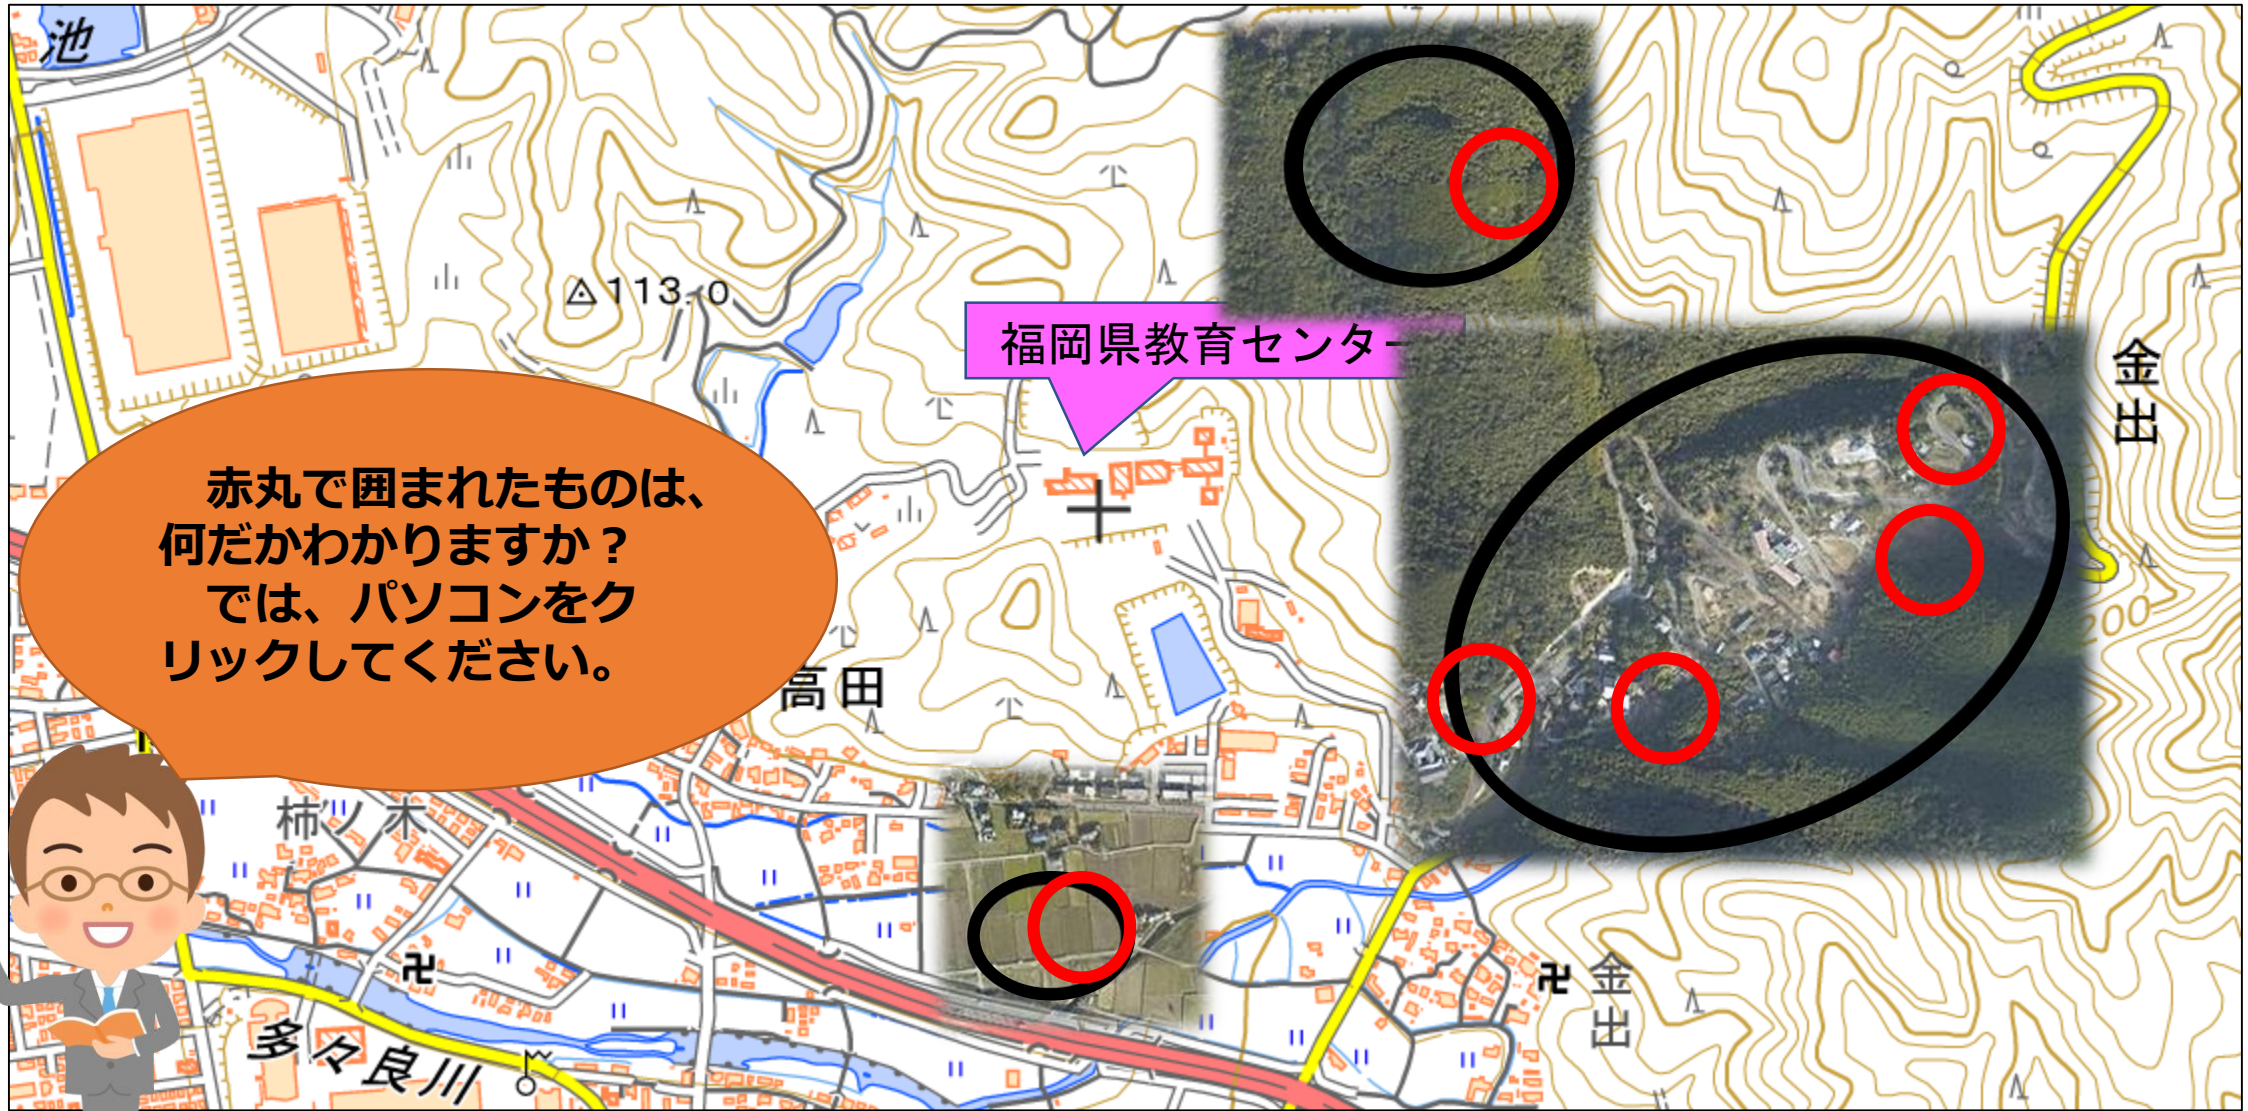 池
113.0
福岡県教育センター
金出
赤丸で囲まれたものは、
何だかわかりますか?
では、パソコンをク
リックしてください。
200
高田
柿ノ木
金出
多々良川